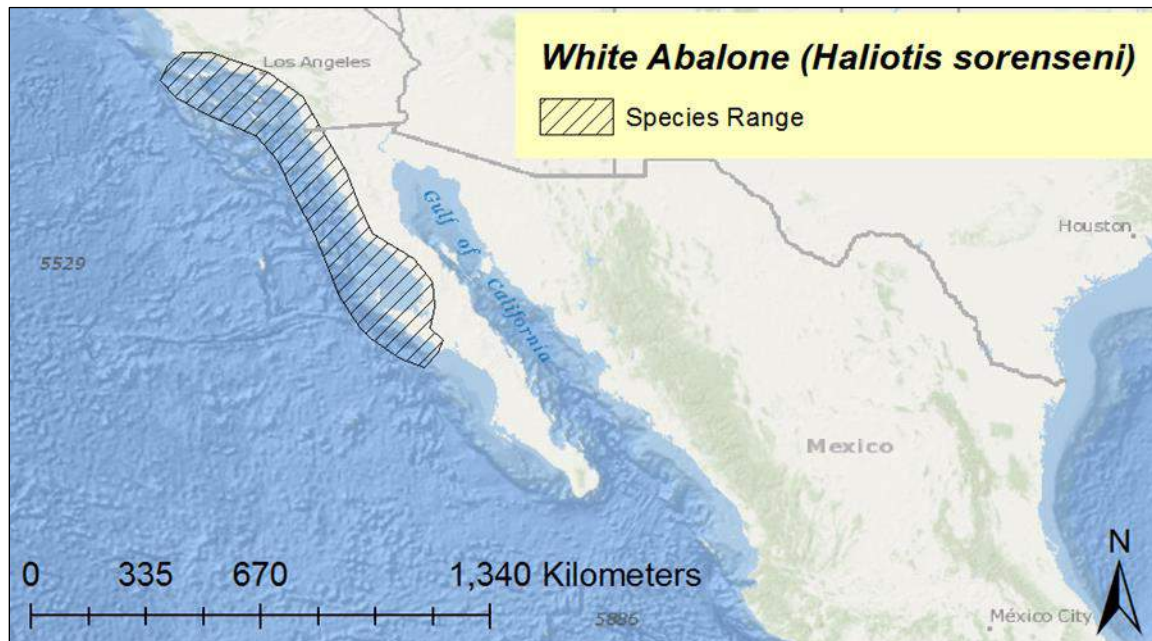 White Abalone (Haliotis sorenseni)
Species Range
Los Angeles
Gulf of California
Houston
5529
Mexico
N
0 335 670 1,340 Kilometers
5886
México City